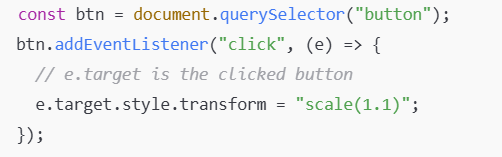 const btn = document.querySelector("button");
btn.addEventListener("click", (e) => {
  // e.target is the clicked button
  e.target.style.transform = "scale(1.1)";
});